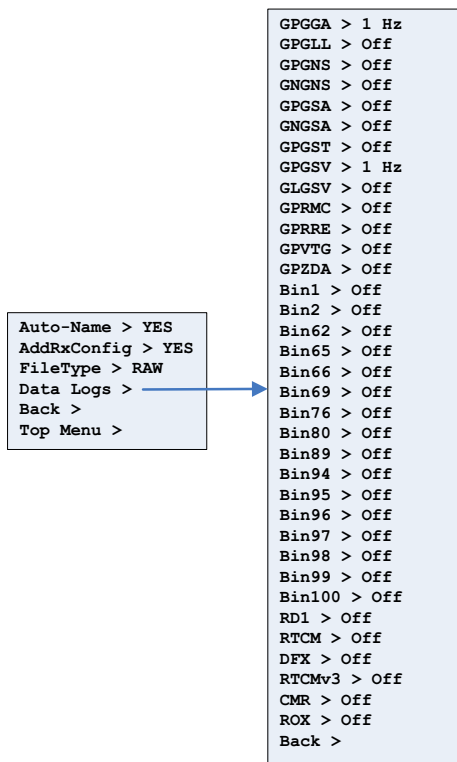 Auto-Name > YES
AddRxConfig > YES
FileType > RAW
Data Logs >
Back >
Top Menu >
GPGGA > 1 Hz
GPGLL > Off
GPGNS > Off
GNGNS > Off
GPGSA > Off
GNGSA > Off
GPGST > Off
GPGSV > 1 Hz
GLGSV > Off
GPRMC > Off
GPRRE > Off
GPVTG > Off
GPZDA > Off
Bin1 > Off
Bin2 > Off
Bin62 > Off
Bin65 > Off
Bin66 > Off
Bin69 > Off
Bin76 > Off
Bin80 > Off
Bin89 > Off
Bin94 > Off
Bin95 > Off
Bin96 > Off
Bin97 > Off
Bin98 > Off
Bin99 > Off
Bin100 > Off
RD1 > Off
RTCM > Off
DFX > Off
RTCMv3 > Off
CMR > Off
ROX > Off
Back >